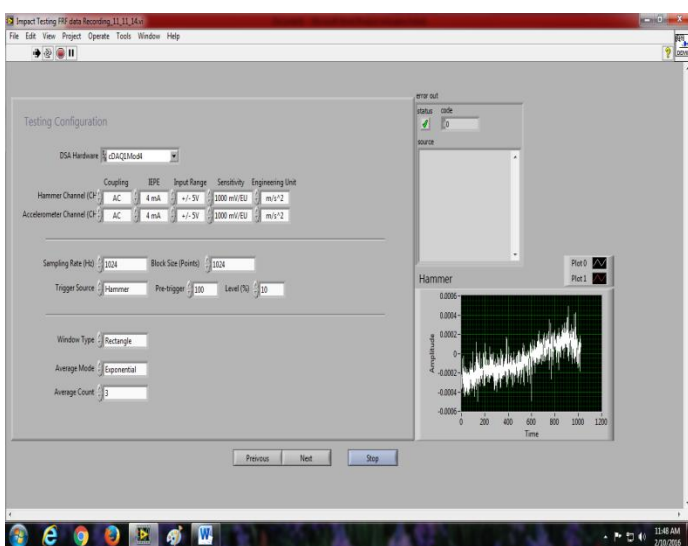 Impact Testing FRF data Recording_11_11_14.vi
File Edit View Project Operate Tools Window Help
error out
status code
0
source
Testing Configuration
DSA Hardware cDAQ1Mod4
Coupling IEPE Input Range Sensitivity Engineering Unit
Hammer Channel (CH AC 4 mA +/- 5V 1000 mV/EU m/s^2
Accelerometer Channel (CH AC 4 mA +/- 5V 1000 mV/EU m/s^2
Sampling Rate (Hz) 1024 Block Size (Points) 1024
Trigger Source Hammer Pre-trigger 100 Level (%) 10
Window Type Rectangle
Average Mode Exponential
Average Count 3
Plot 0
Plot 1
Hammer
0.0006
0.0004
0.0002
0
-0.0002
-0.0004
-0.0006
Amplitude
0 200 400 600 800 1000 1200
Time
Preivous Next Stop
11:48 AM
2/10/2016